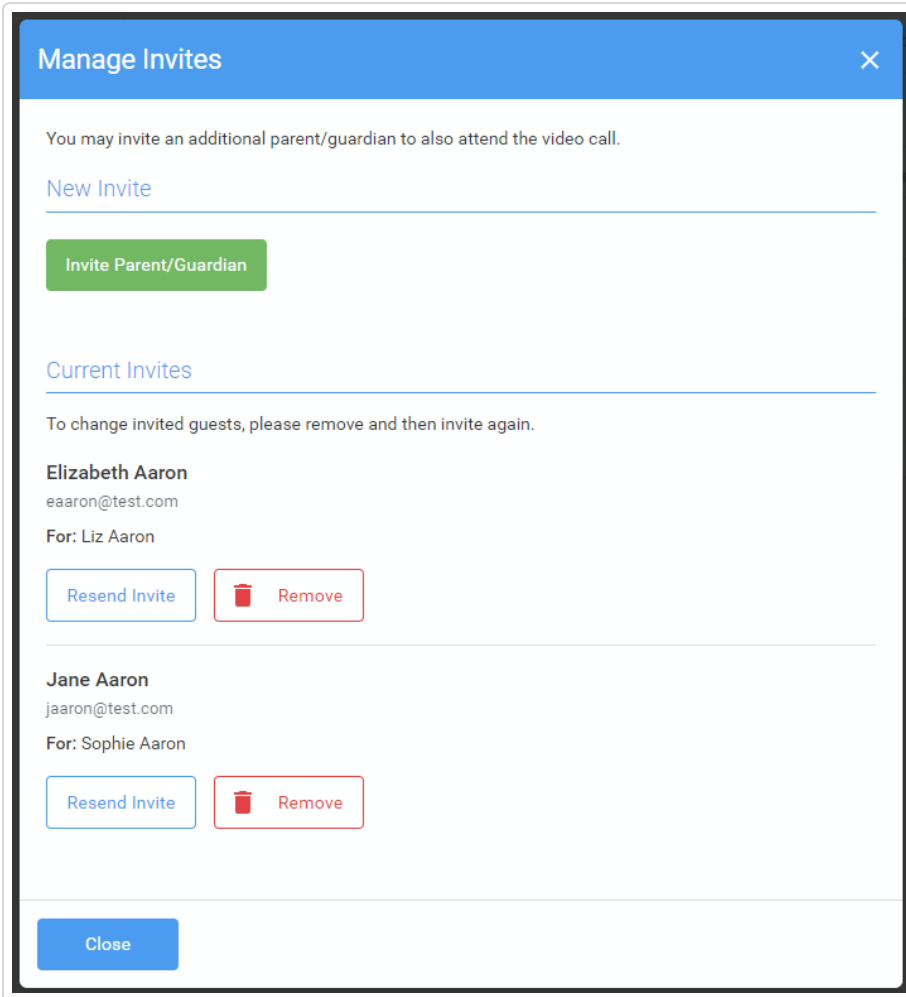 Manage Invites
You may invite an additional parent/guardian to also attend the video call.
New Invite
Invite Parent/Guardian
Current Invites
To change invited guests, please remove and then invite again.
Elizabeth Aaron
eaaron@test.com
For: Liz Aaron
Resend Invite Remove
Jane Aaron
jaaron@test.com
For: Sophie Aaron
Resend Invite Remove
Close